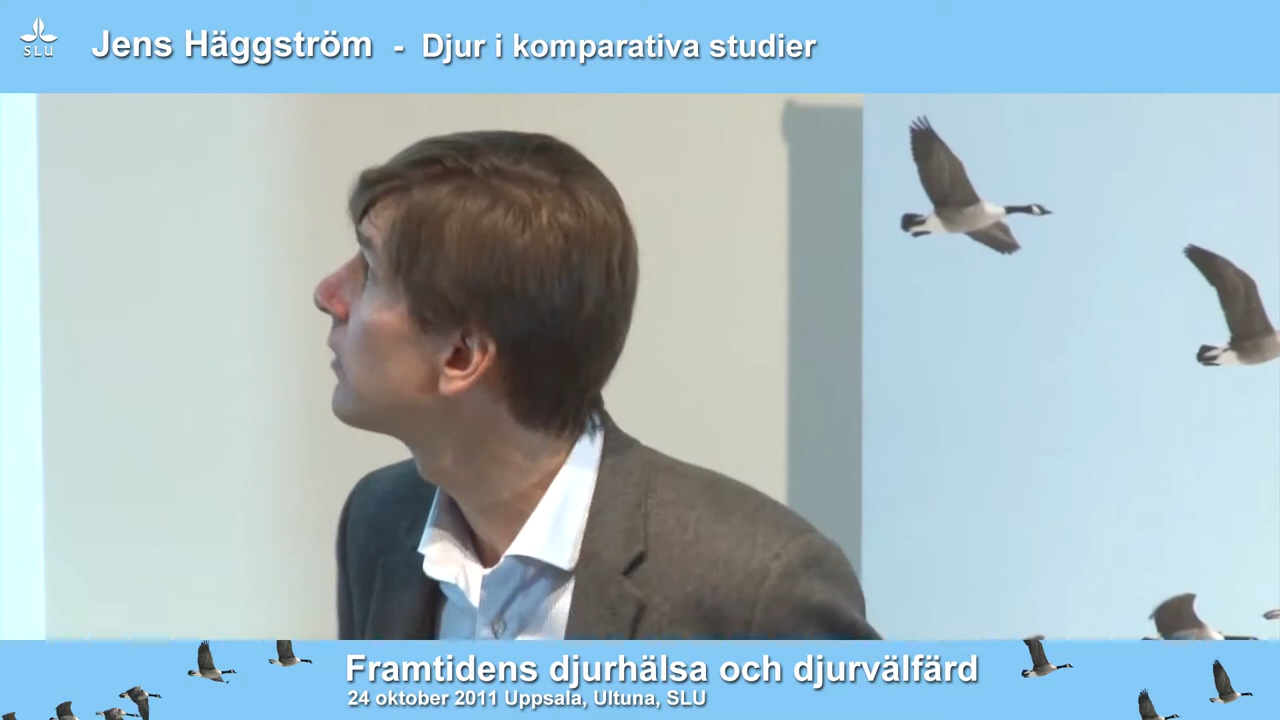 SLU
Jens Häggström - Djur i komparativa studier
Framtidens djurhälsa och djurvälfärd
24 oktober 2011 Uppsala, Ultuna, SLU